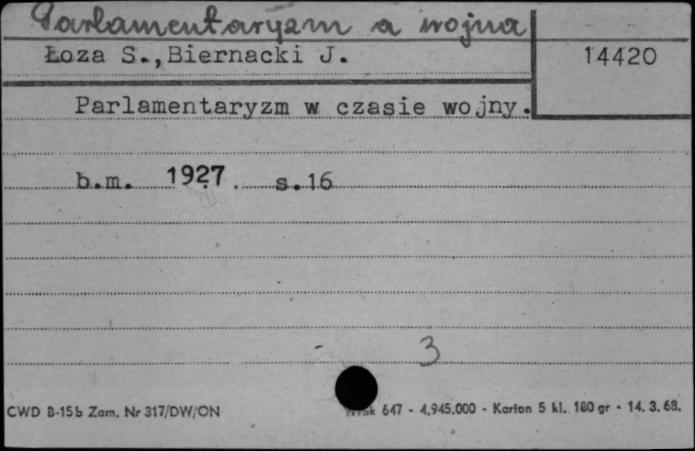 Parlamentaryzm a wojna
Łoza S.,Biernacki J.
14420
Parlamentaryzm w czasie wojny.
b.m. 1927. s.16
3
CWD B-15b Zam. Nr 317/DW/ON
647 - 4.945.000 - Karton 5 kl. 180 gr - 14.3.68.